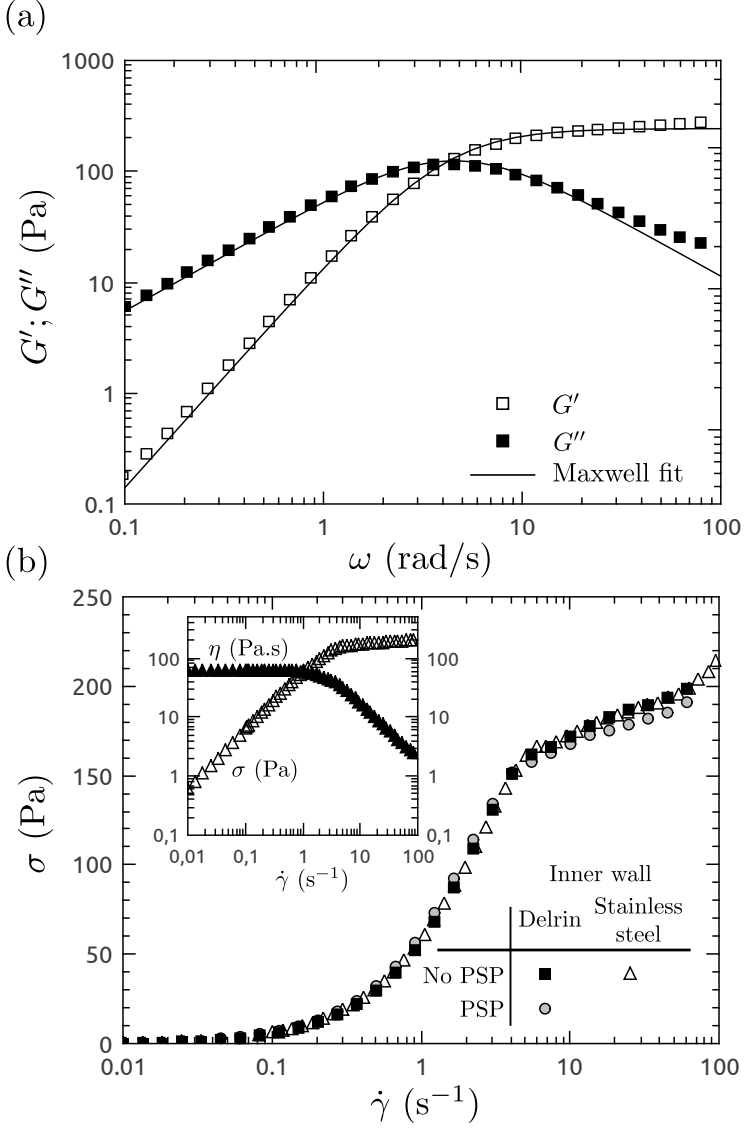 (a)
1000
100
10
1
0.1
G′; G″ (Pa)
G′
G″
Maxwell fit
0.1 1 10 100
ω (rad/s)
(b)
250
200
150
100
50
0
σ (Pa)
η (Pa.s)
σ (Pa)
100 100
10 10
1 1
0,1 0,1
0,01 0,1 1 10 100
γ̇ (s⁻¹)
Inner wall
Delrin Stainless
steel
No PSP
PSP
0.01 0.1 1 10 100
γ̇ (s⁻¹)